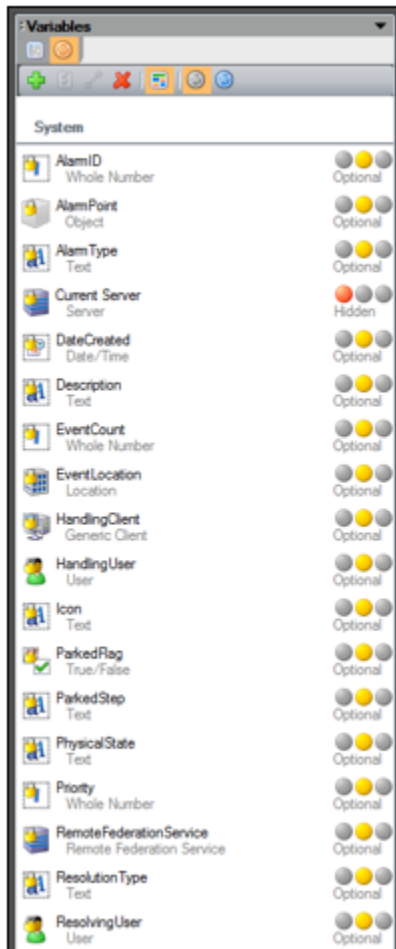 Variables
System
AlarmID
Whole Number
Optional
AlarmPoint
Object
Optional
AlarmType
Text
Optional
Current Server
Server
Hidden
DateCreated
Date/Time
Optional
Description
Text
Optional
EventCount
Whole Number
Optional
EventLocation
Location
Optional
HandlingClient
Generic Client
Optional
HandlingUser
User
Optional
Icon
Text
Optional
ParkedFlag
True/False
Optional
ParkedStep
Text
Optional
PhysicalState
Text
Optional
Priority
Whole Number
Optional
RemoteFederationService
Remote Federation Service
Optional
ResolutionType
Text
Optional
ResolvingUser
User
Optional